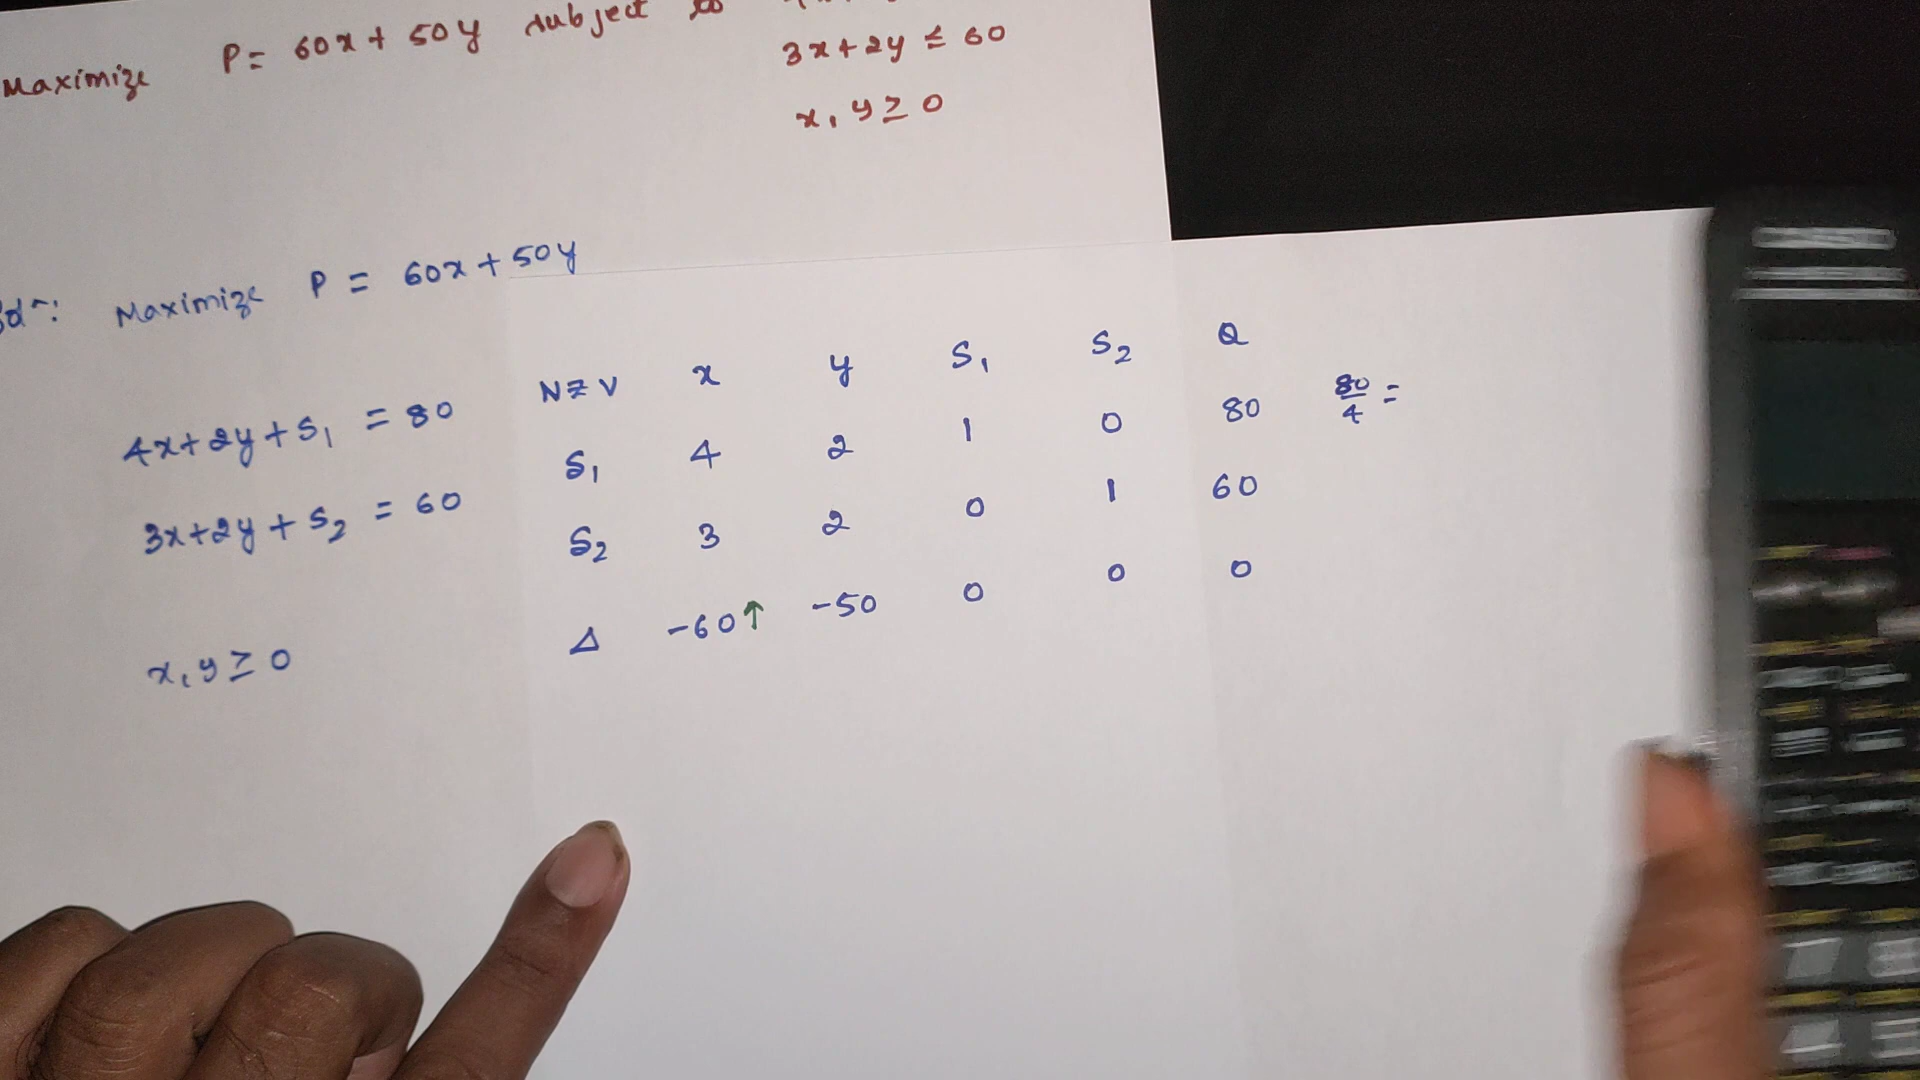 Maximize P = 60x + 50y subject to
3x + 2y ≤ 60
x, y ≥ 0
Maximize P = 60x + 50y
4x + 2y + S₁ = 80
3x + 2y + S₂ = 60
x, y ≥ 0
NZV x y S₁ S₂ Q
S₁ 4 2 1 0 80 80/4 =
S₂ 3 2 0 1 60
Δ -60↑ -50 0 0 0